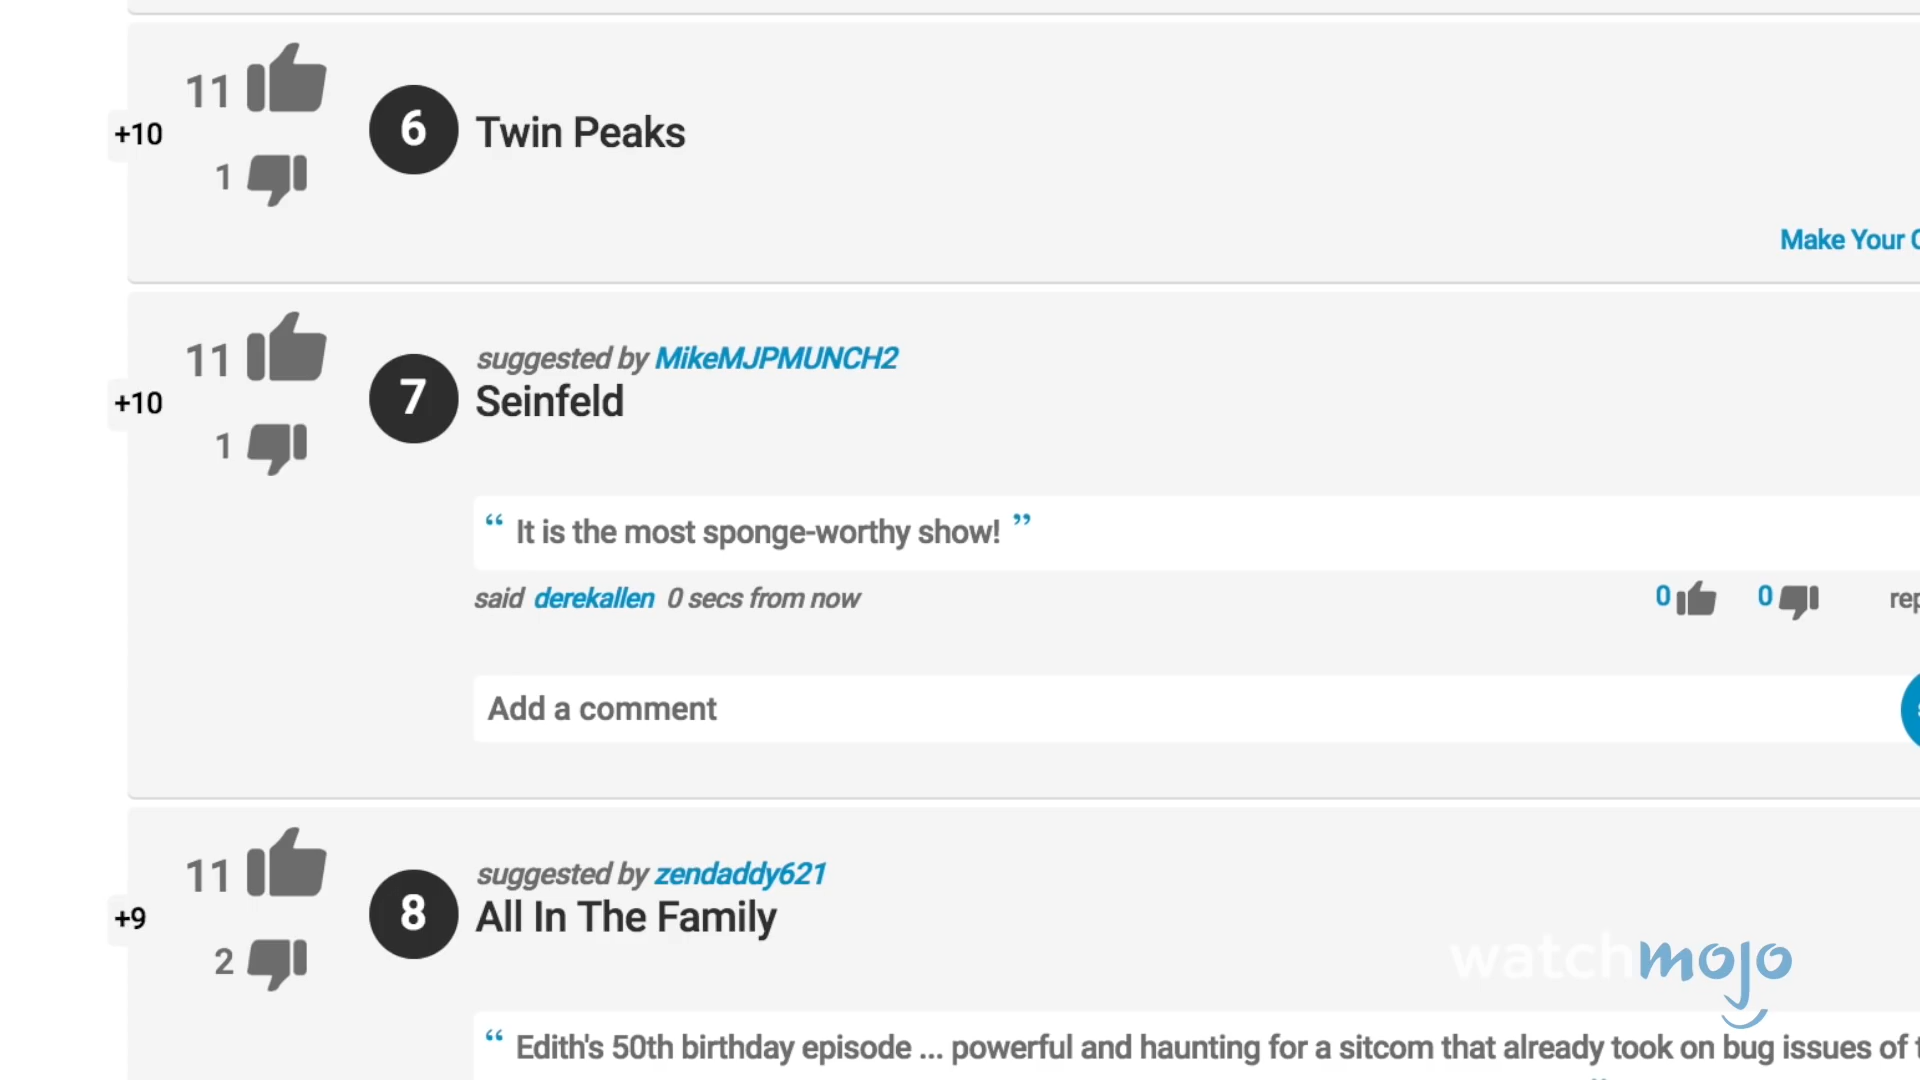 11
+10
6 Twin Peaks
1
Make Your
11
suggested by MikeMJPMUNCH2
+10
7 Seinfeld
1
“ It is the most sponge-worthy show! ”
said derekallen 0 secs from now
0 0 rep
Add a comment
11
suggested by zendaddy621
+9
8 All In The Family
2
watchmojo
“ Edith's 50th birthday episode ... powerful and haunting for a sitcom that already took on bug issues of